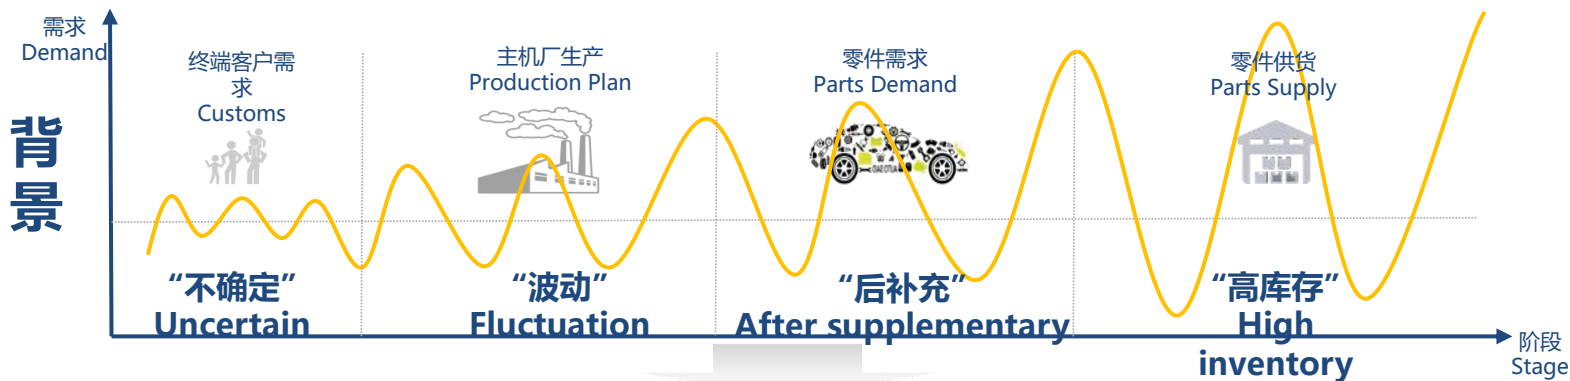 需求
Demand
背
景
终端客户需
求
Customs
主机厂生产
Production Plan
零件需求
Parts Demand
零件供货
Parts Supply
“不确定”
Uncertain
“波动”
Fluctuation
“后补充”
After supplementary
“高库存”
High
inventory
阶段
Stage